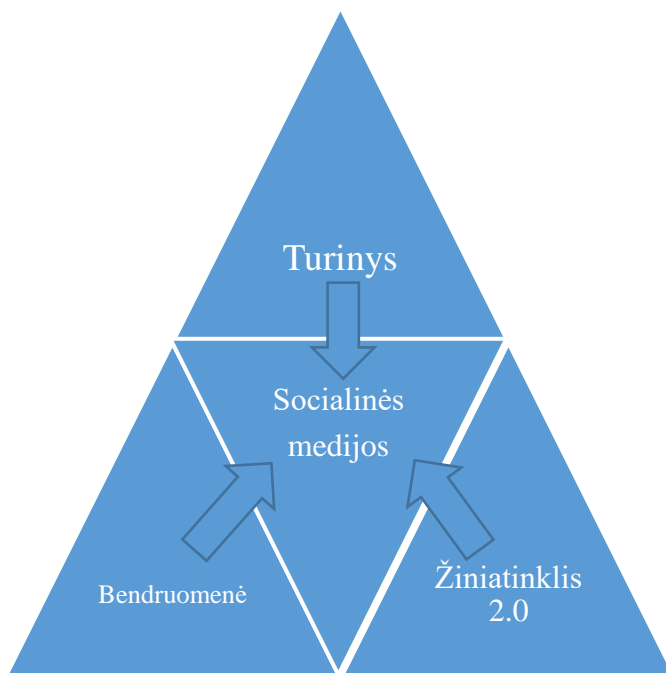 Turinys
Socialinės
medijos
Bendruomenė
Žiniatinklis
2.0